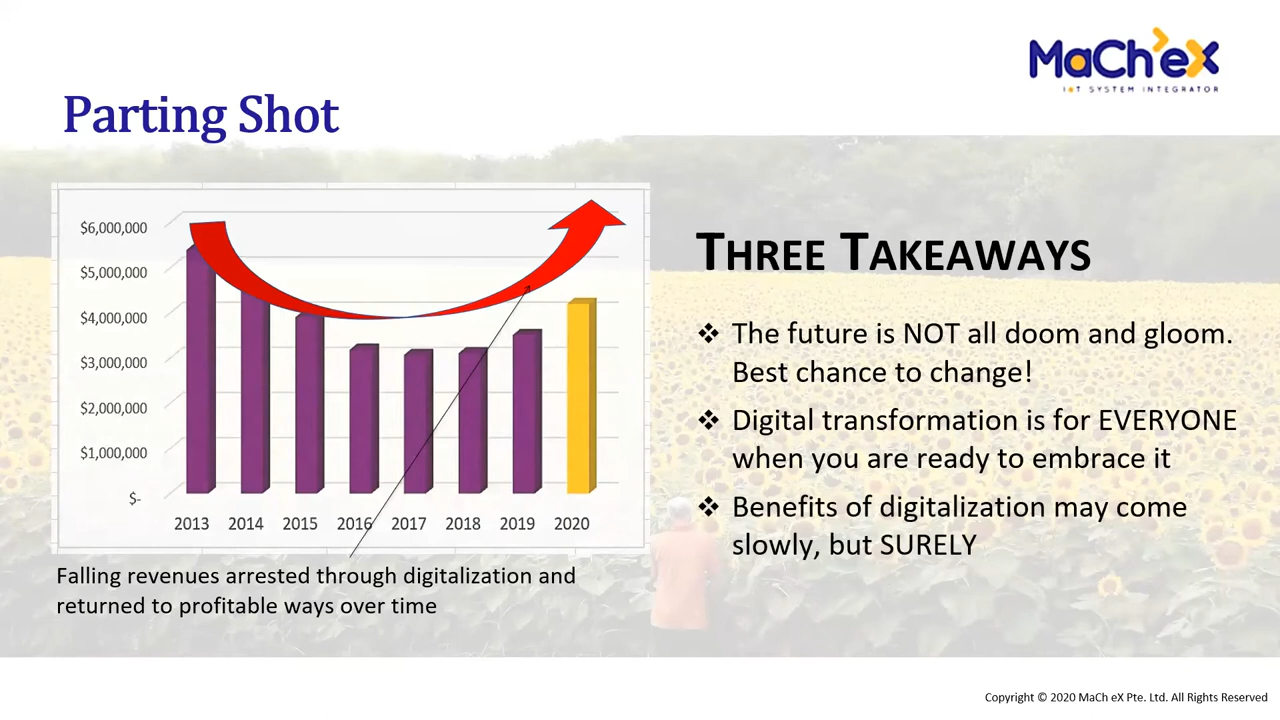 MaCh'eX
IoT SYSTEM INTEGRATOR
Parting Shot
$6,000,000
$5,000,000
$4,000,000
$3,000,000
$2,000,000
$1,000,000
$-
2013 2014 2015 2016 2017 2018 2019 2020
Falling revenues arrested through digitalization and
returned to profitable ways over time
THREE TAKEAWAYS
❖ The future is NOT all doom and gloom.
Best chance to change!
❖ Digital transformation is for EVERYONE
when you are ready to embrace it
❖ Benefits of digitalization may come
slowly, but SURELY
Copyright © 2020 MaCh eX Pte. Ltd. All Rights Reserved